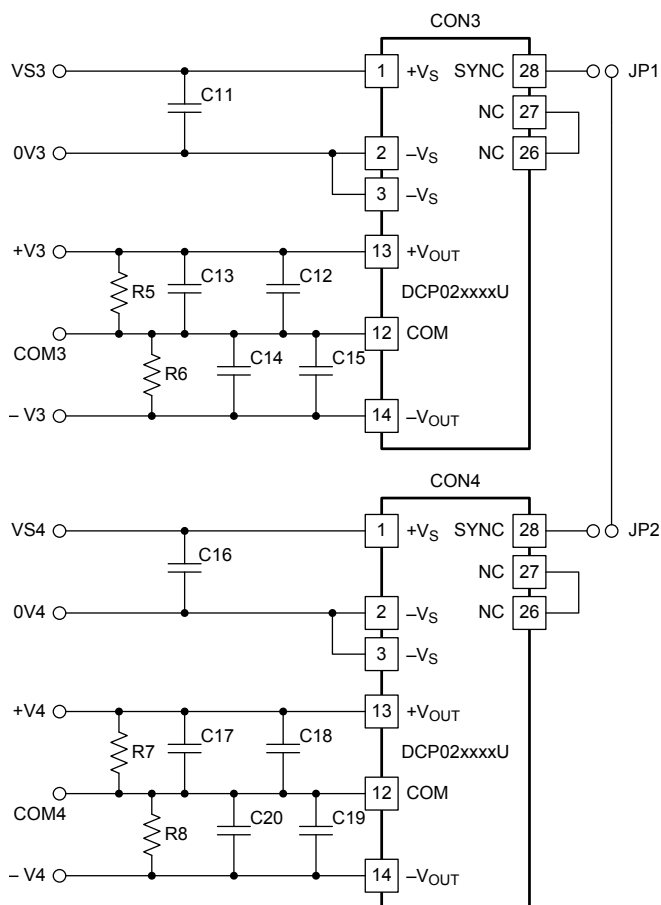 CON3
VS3 1 +VS SYNC 28 JP1
C11
NC 27
0V3 2 –VS NC 26
3 –VS
+V3 13 +VOUT
R5 C13 C12 DCP02xxxxU
COM3 12 COM
R6 C14 C15
– V3 14 –VOUT
CON4
VS4 1 +VS SYNC 28 JP2
C16
NC 27
0V4 2 –VS NC 26
3 –VS
+V4 13 +VOUT
R7 C17 C18 DCP02xxxxU
COM4 12 COM
R8 C20 C19
– V4 14 –VOUT